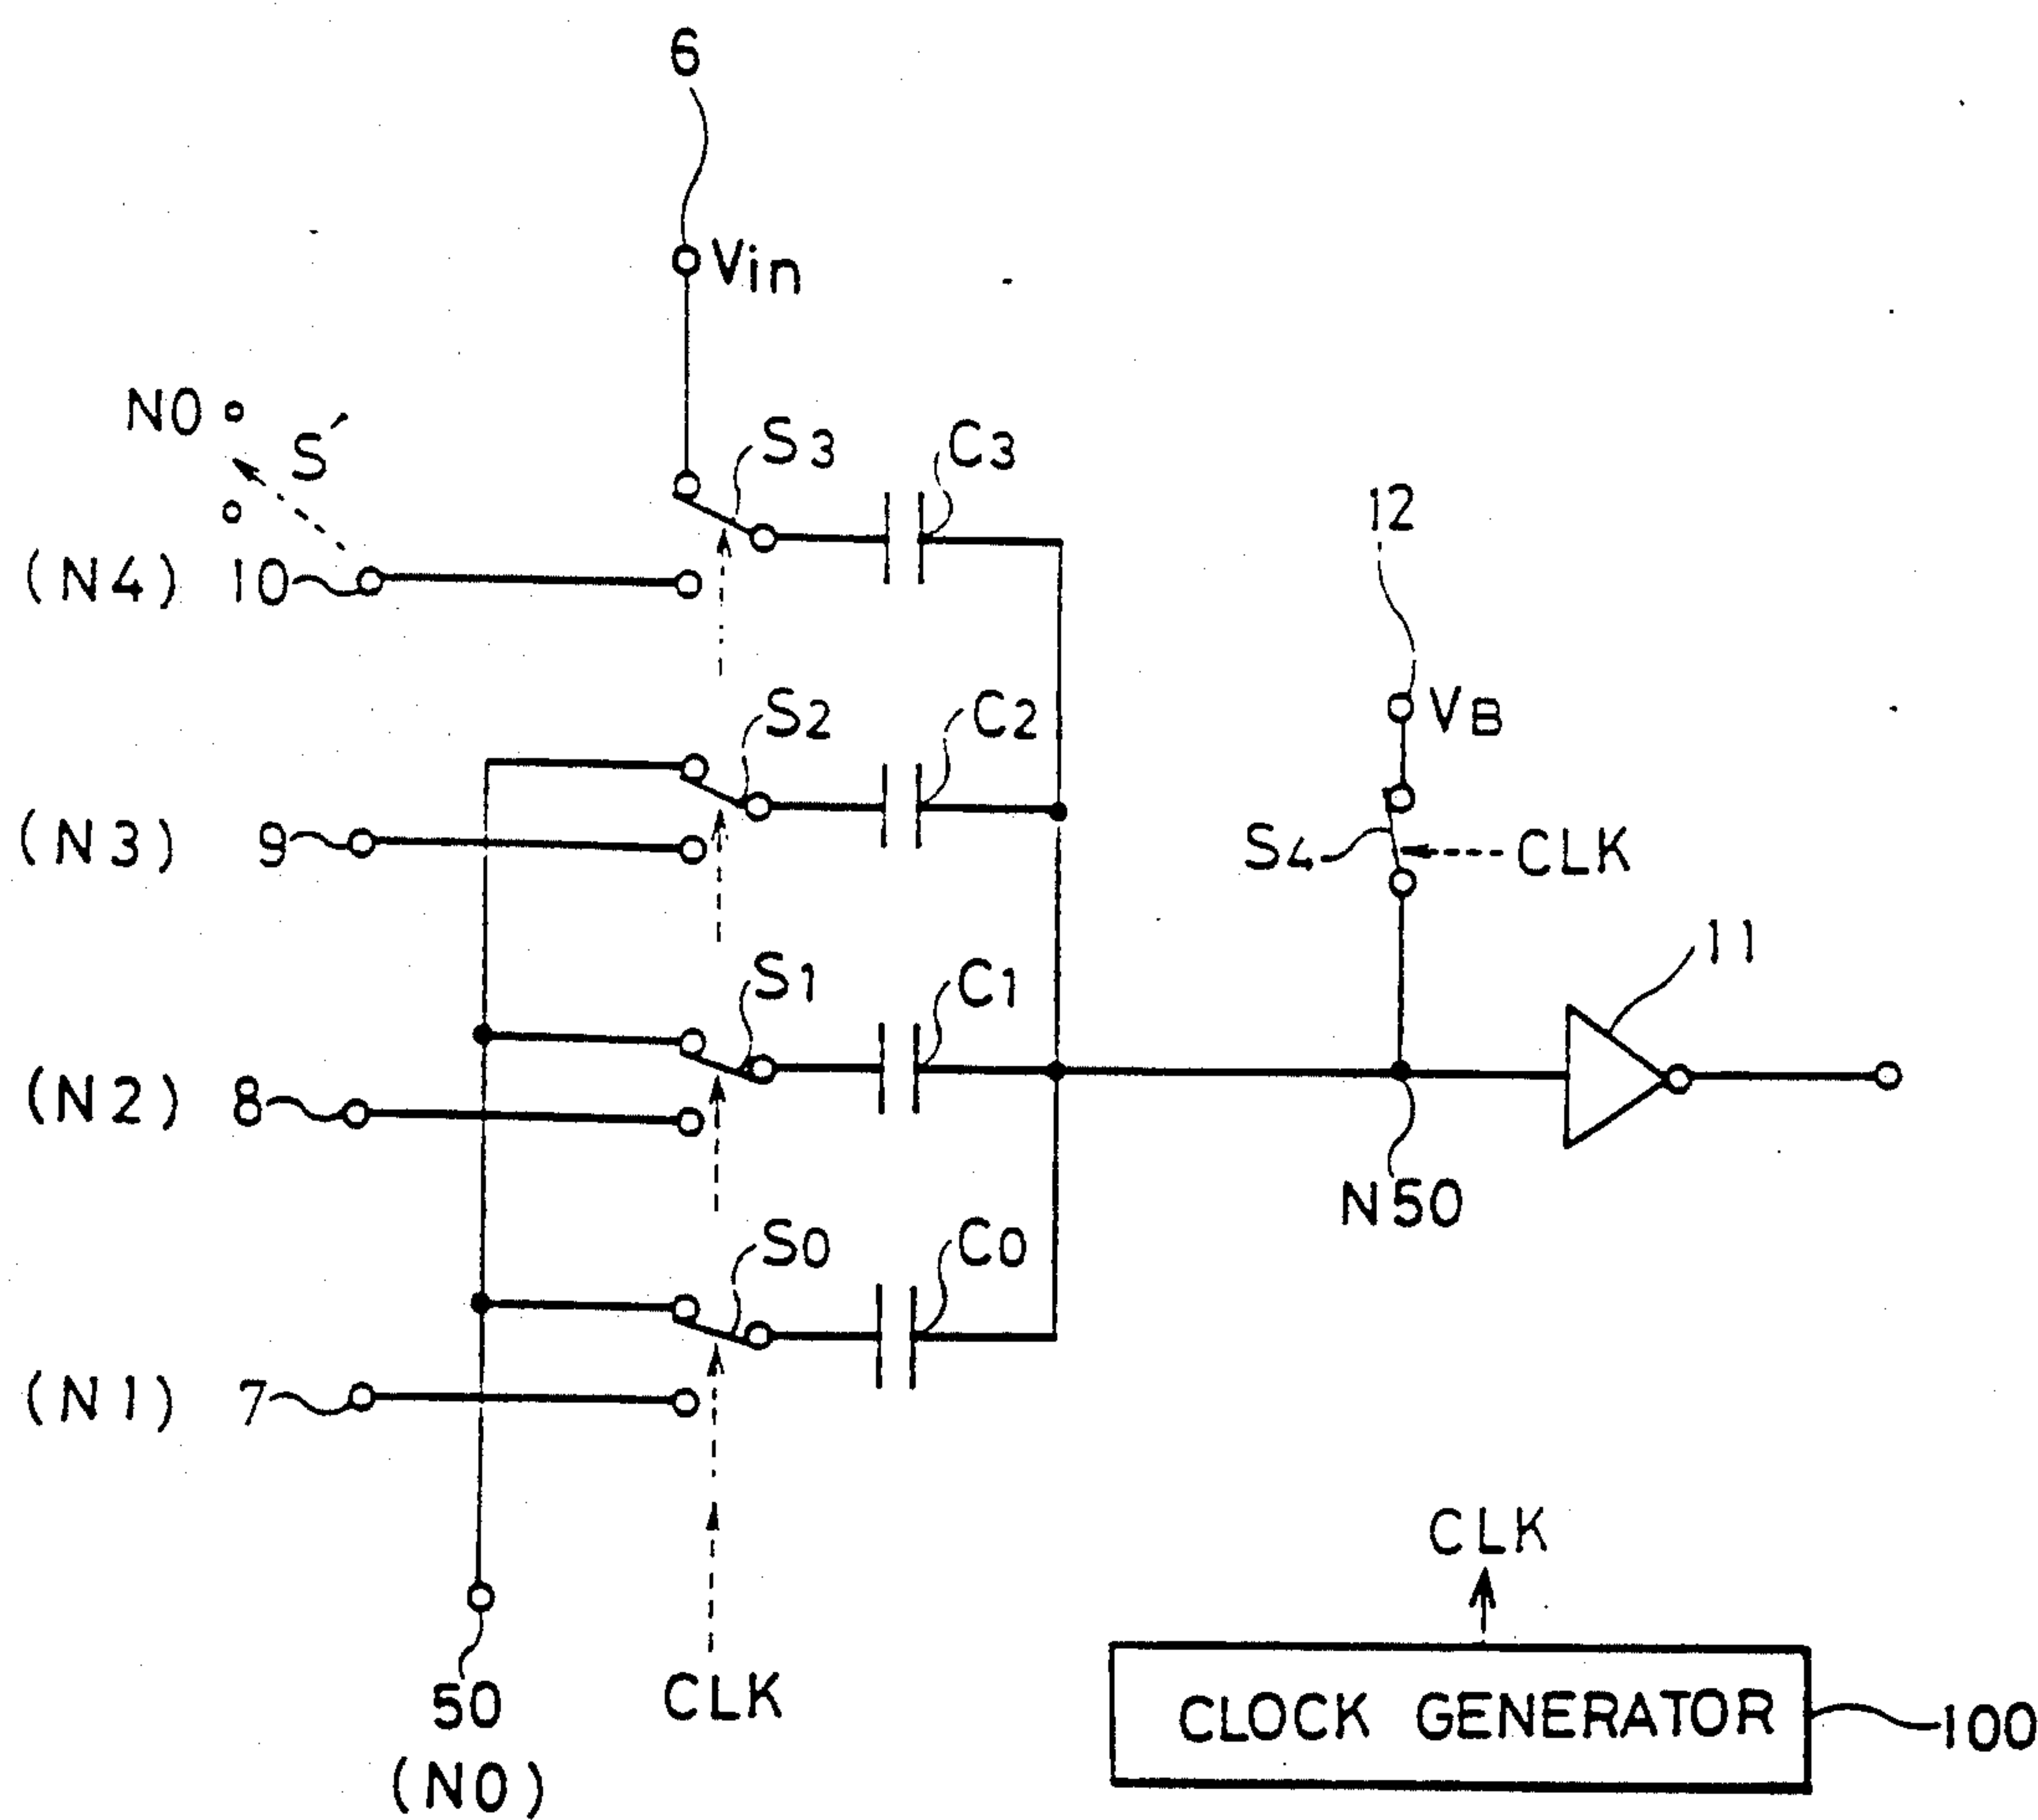 6
Vin
N0 S′
S3 C3
(N4) 10
12
S2 C2
VB
(N3) 9
S4 CLK
S1 C1
11
(N2) 8
N50
S0 C0
(N1) 7
CLK
50 CLK
CLOCK GENERATOR 100
(N0)